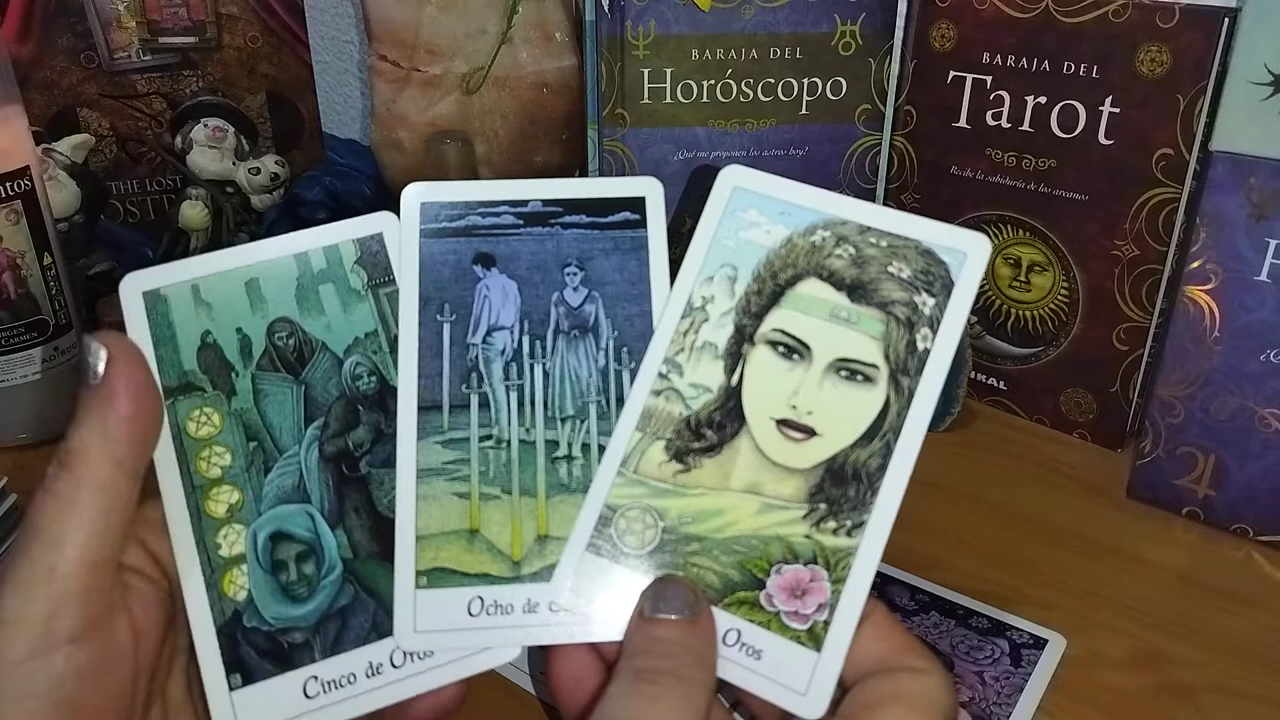 BARAJA DEL
Horóscopo
¿Qué me proponen los astros hoy?
BARAJA DEL
Tarot
Recibe la sabiduría de los arcanos
THE LOST
CARMEN
Cinco de Oros
Ocho de
Oros